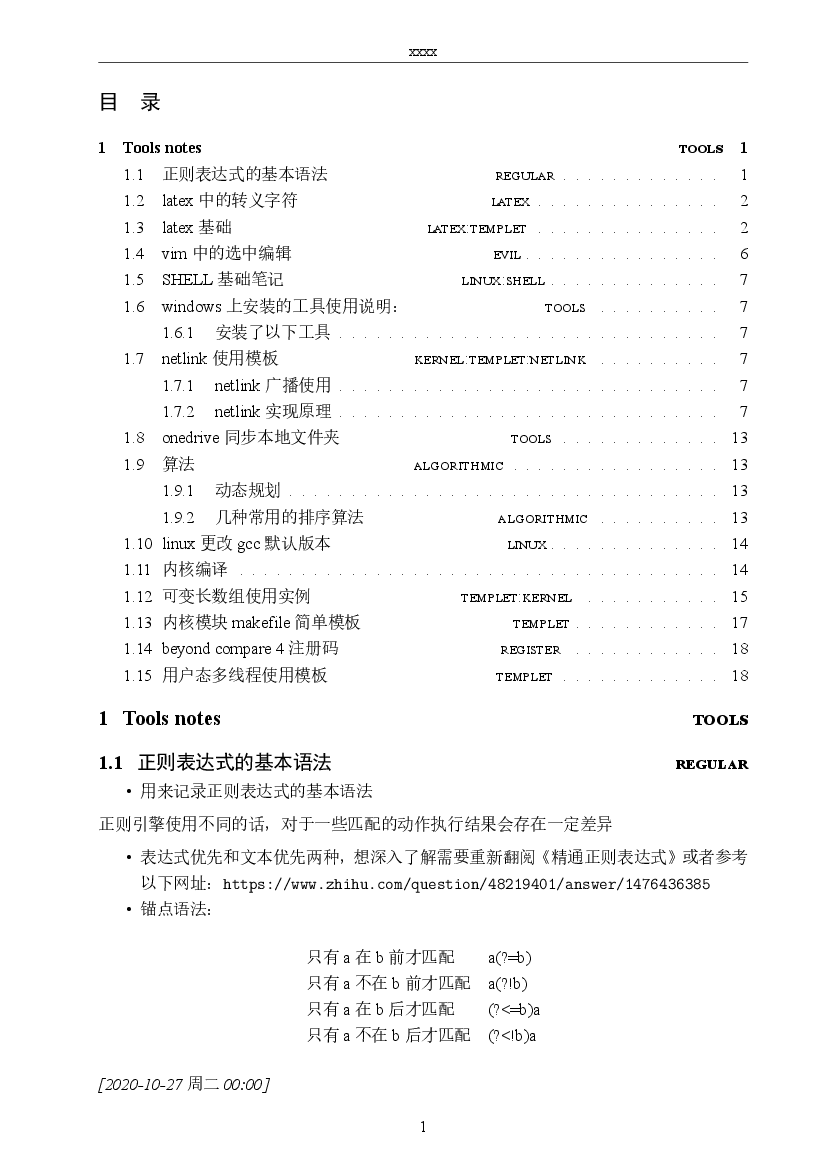 xxxx
目 录
1 Tools notes TOOLS 1
1.1 正则表达式的基本语法 REGULAR . . . . . . . . . . . . . 1
1.2 latex 中的转义字符 LATEX . . . . . . . . . . . . . . . 2
1.3 latex 基础 LATEX:TEMPLET . . . . . . . . . . . . . . . 2
1.4 vim 中的选中编辑 EVIL . . . . . . . . . . . . . . . . 6
1.5 SHELL 基础笔记 LINUX:SHELL . . . . . . . . . . . . . . 7
1.6 windows 上安装的工具使用说明： TOOLS . . . . . . . . . . 7
1.6.1 安装了以下工具 . . . . . . . . . . . . . . . . . . . . . . . . . . . . . . . 7
1.7 netlink 使用模板 KERNEL:TEMPLET:NETLINK . . . . . . . . . . 7
1.7.1 netlink 广播使用 . . . . . . . . . . . . . . . . . . . . . . . . . . . . . . . 7
1.7.2 netlink 实现原理 . . . . . . . . . . . . . . . . . . . . . . . . . . . . . . . 7
1.8 onedrive 同步本地文件夹 TOOLS . . . . . . . . . . . . . 13
1.9 算法 ALGORITHMIC . . . . . . . . . . . . . . . . . 13
1.9.1 动态规划 . . . . . . . . . . . . . . . . . . . . . . . . . . . . . . . . . . . 13
1.9.2 几种常用的排序算法 ALGORITHMIC . . . . . . . . . . 13
1.10 linux 更改 gcc 默认版本 LINUX . . . . . . . . . . . . . . 14
1.11 内核编译 . . . . . . . . . . . . . . . . . . . . . . . . . . . . . . . . . . . . . . . 14
1.12 可变长数组使用实例 TEMPLET:KERNEL . . . . . . . . . . . 15
1.13 内核模块 makefile 简单模板 TEMPLET . . . . . . . . . . . . 17
1.14 beyond compare 4 注册码 REGISTER . . . . . . . . . . . . 18
1.15 用户态多线程使用模板 TEMPLET . . . . . . . . . . . . . 18
1 Tools notes TOOLS
1.1 正则表达式的基本语法 REGULAR
• 用来记录正则表达式的基本语法
正则引擎使用不同的话，对于一些匹配的动作执行结果会存在一定差异
• 表达式优先和文本优先两种，想深入了解需要重新翻阅《精通正则表达式》或者参考
以下网址：https://www.zhihu.com/question/48219401/answer/1476436385
• 锚点语法：
只有 a 在 b 前才匹配 a(?=b)
只有 a 不在 b 前才匹配 a(?!b)
只有 a 在 b 后才匹配 (?<=b)a
只有 a 不在 b 后才匹配 (?<!b)a
[2020-10-27 周二 00:00]
1